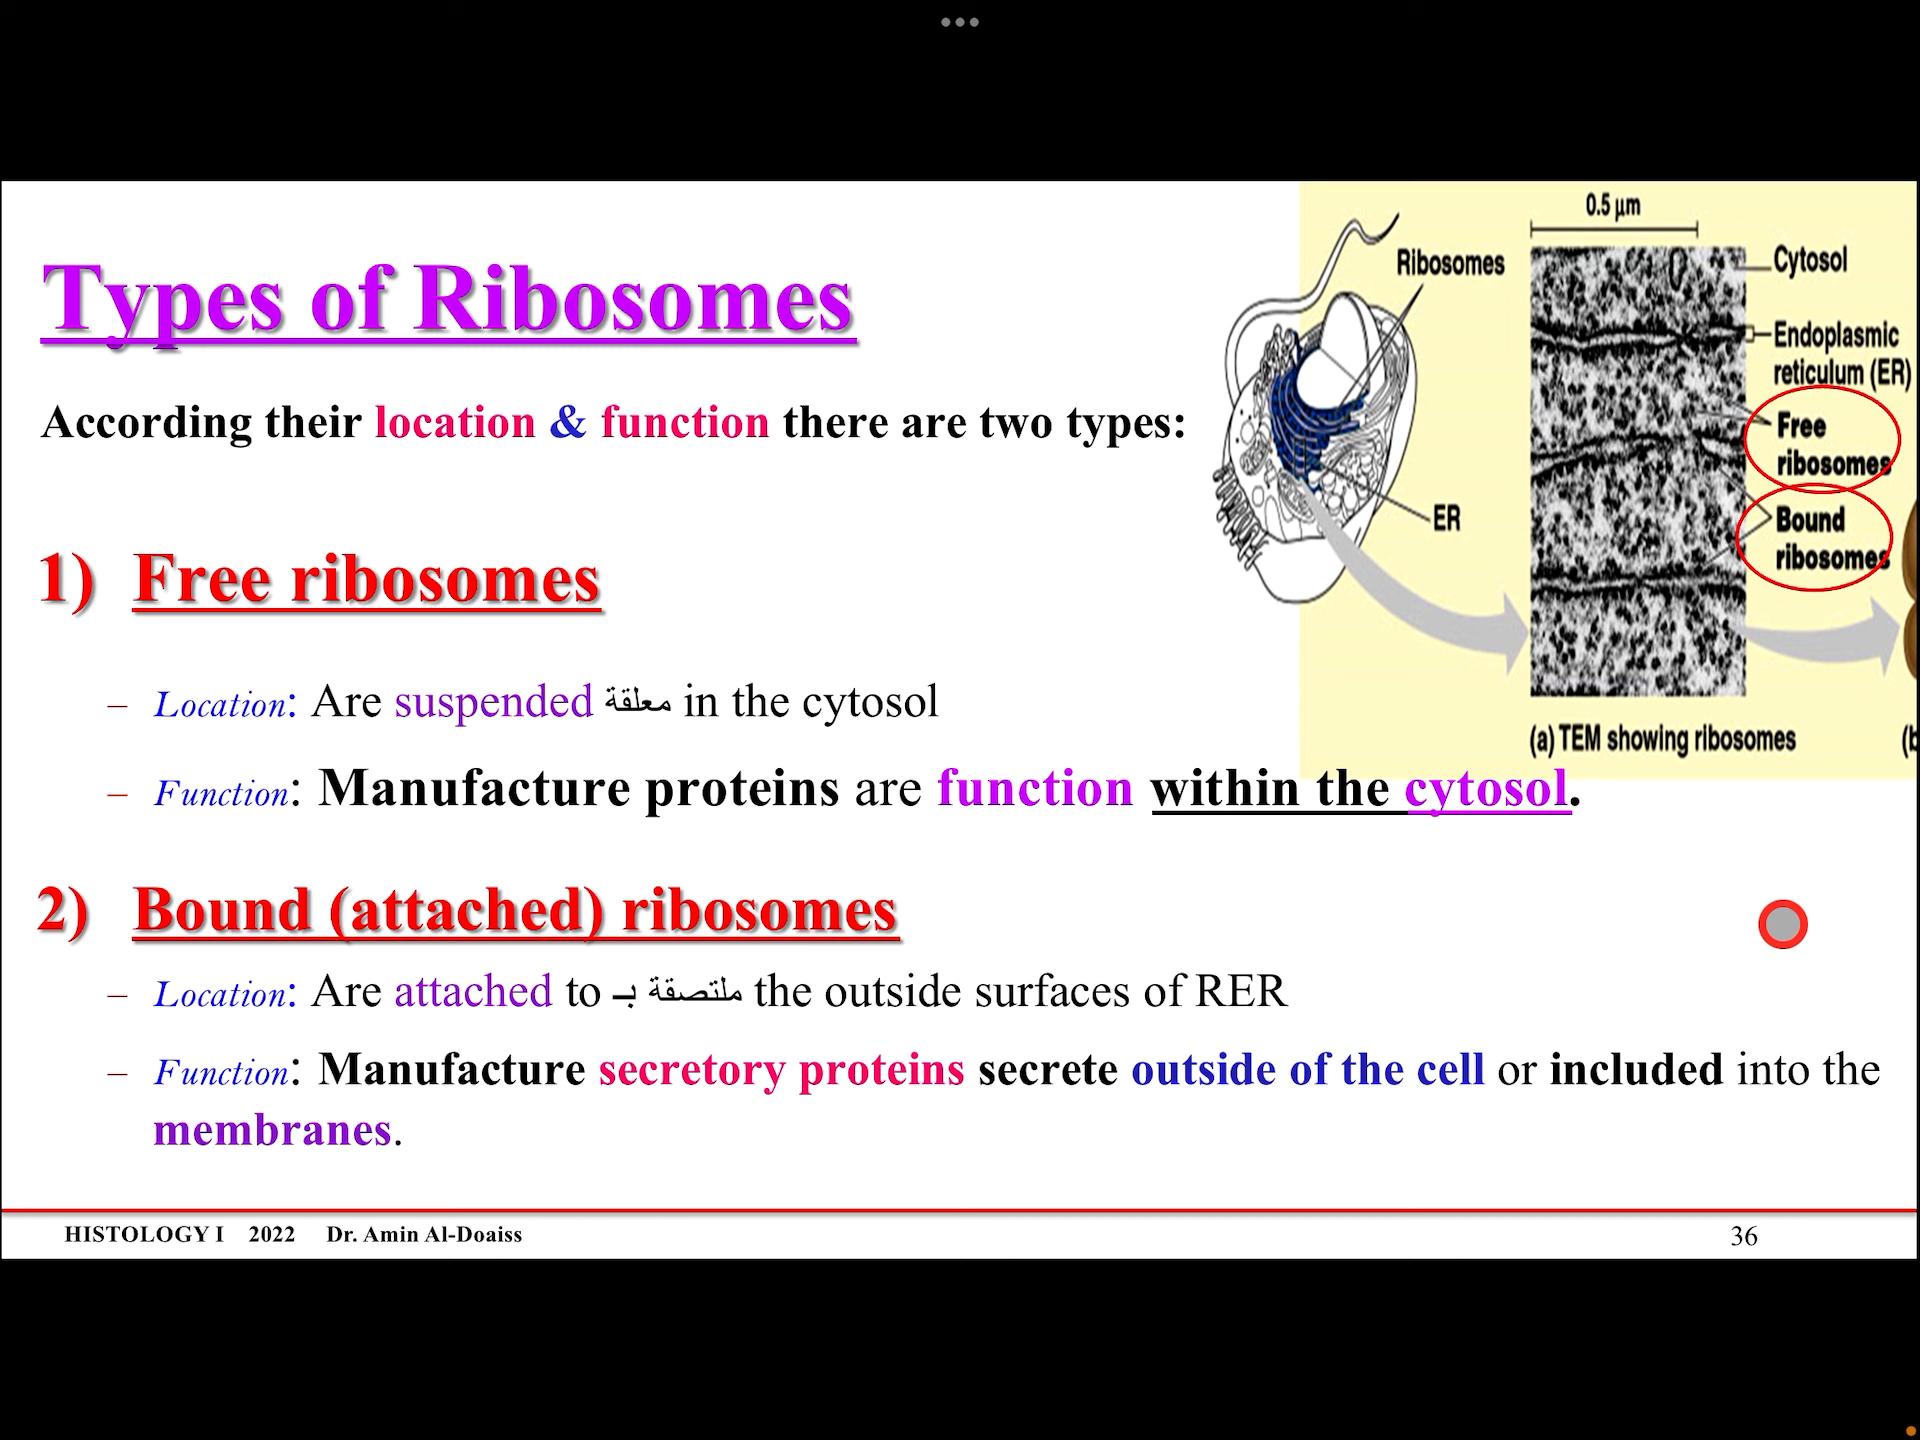 Types of Ribosomes
According their location & function there are two types:
1) Free ribosomes
– Location: Are suspended معلقة in the cytosol
– Function: Manufacture proteins are function within the cytosol.
2) Bound (attached) ribosomes
– Location: Are attached to ملتصقة بـ the outside surfaces of RER
– Function: Manufacture secretory proteins secrete outside of the cell or included into the
membranes.
0.5 µm
Ribosomes
Cytosol
Endoplasmic
reticulum (ER)
Free
ribosomes
Bound
ribosomes
ER
(a) TEM showing ribosomes
(b
HISTOLOGY I 2022 Dr. Amin Al-Doaiss
36